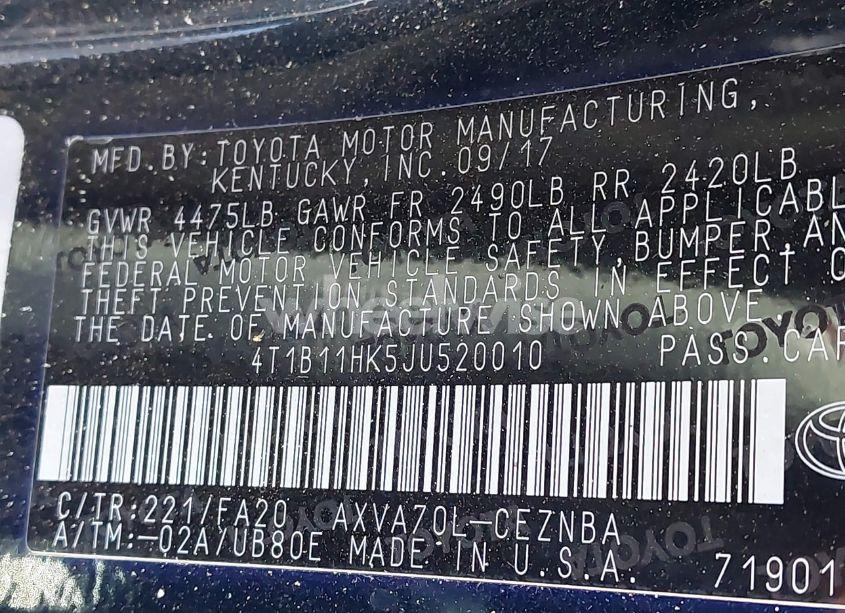 MFD.BY:TOYOTA MOTOR MANUFACTURING,
KENTUCKY,INC.09/17
GVWR 4475LB GAWR FR 2490LB RR 2420LB
THIS VEHICLE CONFORMS TO ALL APPLICABL
FEDERAL MOTOR VEHICLE SAFETY,BUMPER,AN
THEFT PREVENTION STANDARDS IN EFFECT O
THE DATE OF MANUFACTURE SHOWN ABOVE.
4T1B11HK5JU520010 PASS.CAR
C/TR:221/FA20 AXVA70L-CEZNBA
A/TM:-02A/UB80E MADE IN U.S.A. 71901